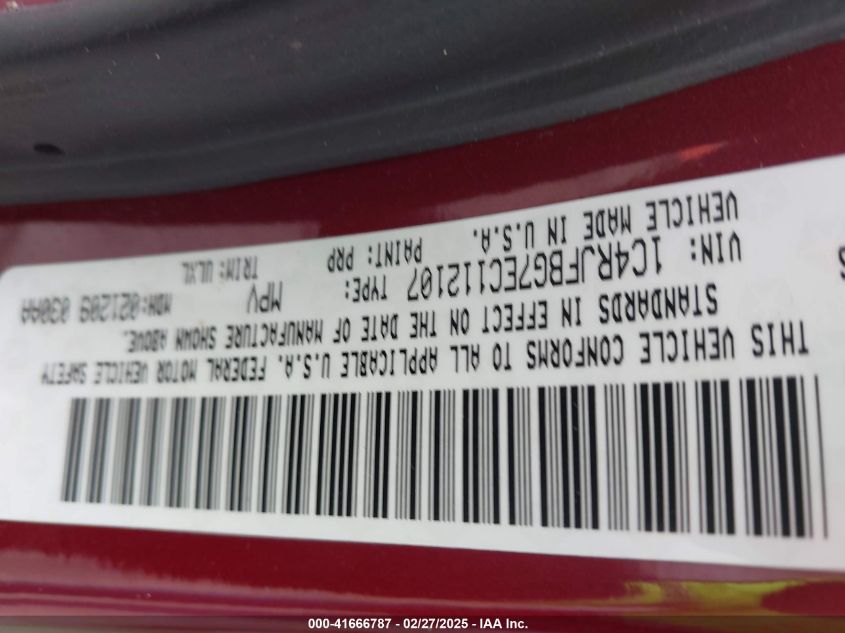 THIS VEHICLE CONFORMS TO ALL APPLICABLE U.S.A. FEDERAL MOTOR VEHICLE SAFETY
STANDARDS IN EFFECT ON THE DATE OF MANUFACTURE SHOWN ABOVE.
VIN: 1C4RJFBG7EC112107 TYPE: MPV MDH:021209 030AA
VEHICLE MADE IN U.S.A. PAINT: PRP TRIM:ULXL
000-41666787 - 02/27/2025 - IAA Inc.